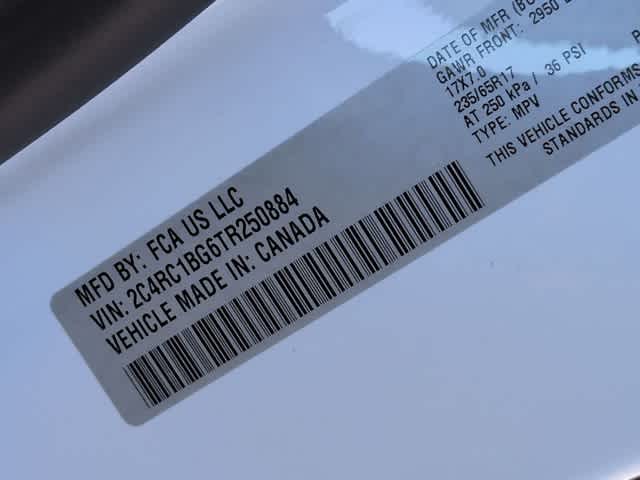 MFD BY: FCA US LLC
VIN: 2C4RC1BG6TR250884
VEHICLE MADE IN: CANADA
DATE OF MFR
GAWR FRONT: 2950
17X7.0
235/65R17
AT 250 kPa / 36 PSI
TYPE: MPV
THIS VEHICLE CONFORMS
STANDARDS IN